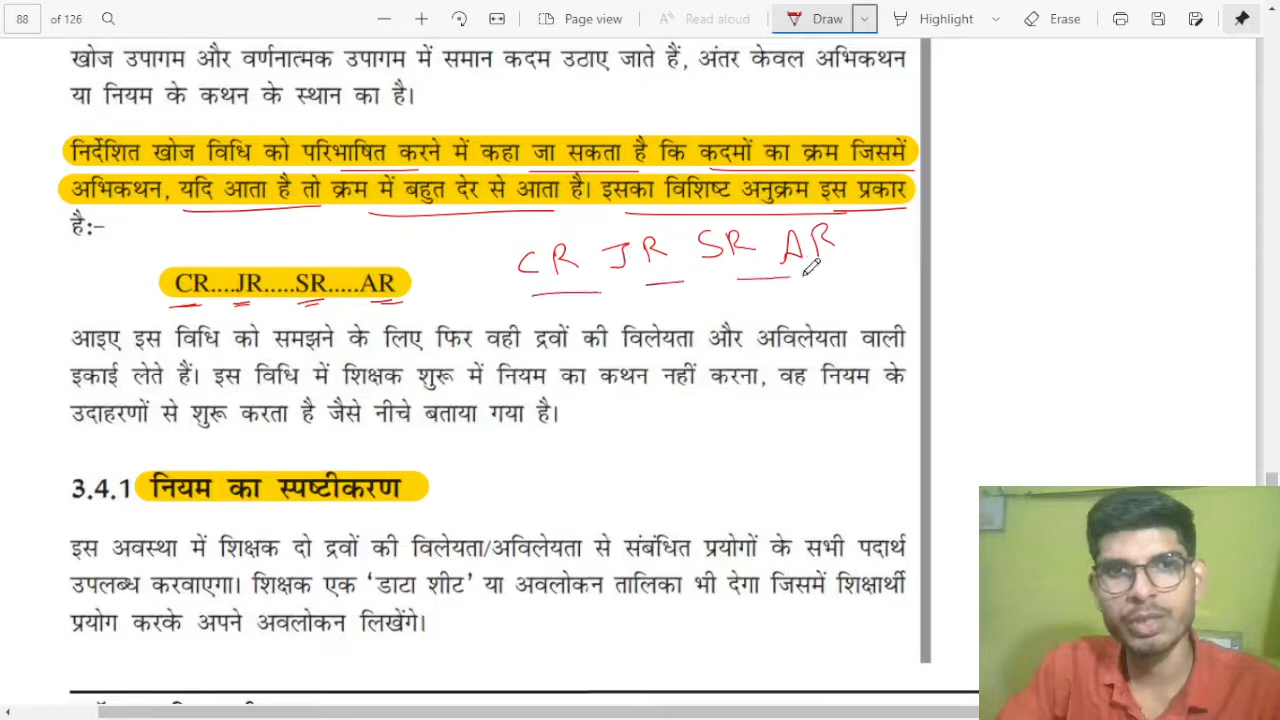 88 of 126 Page view Read aloud Draw Highlight Erase
खोज उपागम और वर्णनात्मक उपागम में समान कदम उठाए जाते हैं, अंतर केवल अभिकथन
या नियम के कथन के स्थान का है।
निर्देशित खोज विधि को परिभाषित करने में कहा जा सकता है कि कदमों का क्रम जिसमें
अभिकथन, यदि आता है तो क्रम में बहुत देर से आता है। इसका विशिष्ट अनुक्रम इस प्रकार
है:-
CR JR SR AR
CR....JR.....SR.....AR
आइए इस विधि को समझने के लिए फिर वही द्रवों की विलेयता और अविलेयता वाली
इकाई लेते हैं। इस विधि में शिक्षक शुरू में नियम का कथन नहीं करना, वह नियम के
उदाहरणों से शुरू करता है जैसे नीचे बताया गया है।
3.4.1 नियम का स्पष्टीकरण
इस अवस्था में शिक्षक दो द्रवों की विलेयता/अविलेयता से संबंधित प्रयोगों के सभी पदार्थ
उपलब्ध करवाएगा। शिक्षक एक ‘डाटा शीट’ या अवलोकन तालिका भी देगा जिसमें शिक्षार्थी
प्रयोग करके अपने अवलोकन लिखेंगे।